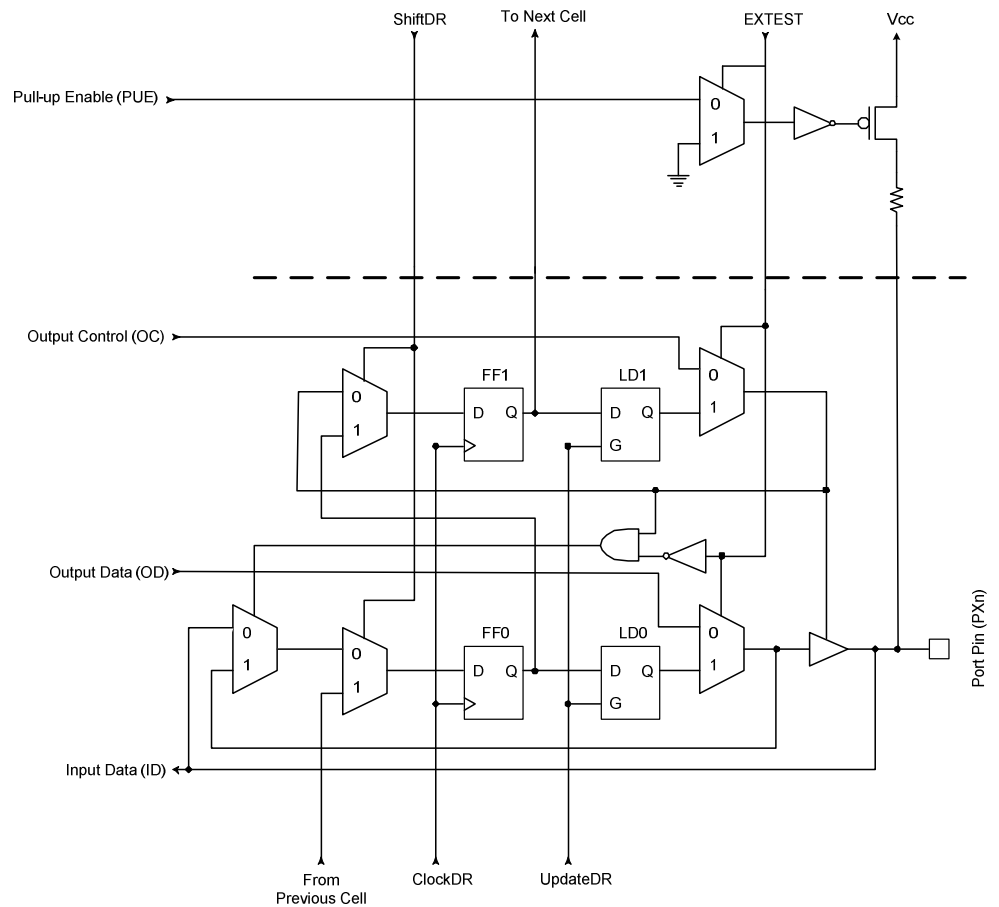 ShiftDR
To Next Cell
EXTEST
Vcc
Pull-up Enable (PUE)
0
1
Output Control (OC)
0
1
FF1
D Q
LD1
D Q
G
0
1
Output Data (OD)
0
1
0
1
FF0
D Q
LD0
D Q
G
0
1
Port Pin (PXn)
Input Data (ID)
From
Previous Cell
ClockDR
UpdateDR